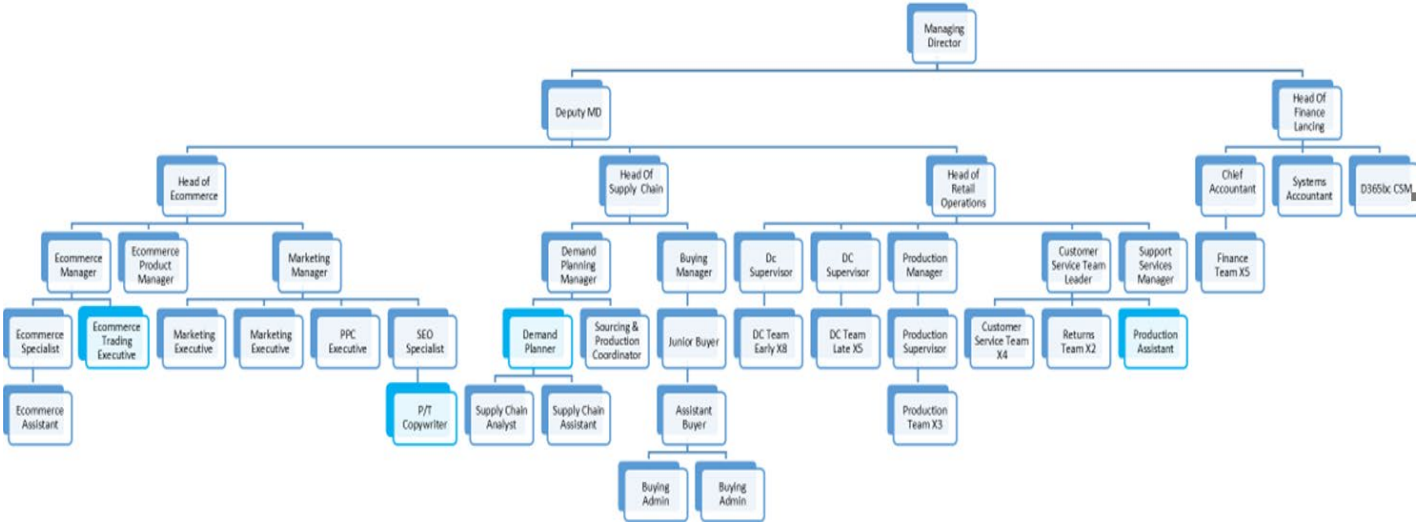 Managing
Director
Deputy MD
Head Of
Finance
Lancing
Head of
Ecommerce
Head Of
Supply Chain
Head of
Retail
Operations
Chief
Accountant
Systems
Accountant
D365bc CSM
Ecommerce
Manager
Ecommerce
Product
Manager
Marketing
Manager
Demand
Planning
Manager
Buying
Manager
Dc
Supervisor
DC
Supervisor
Production
Manager
Customer
Service Team
Leader
Support
Services
Manager
Finance
Team X5
Ecommerce
Specialist
Ecommerce
Trading
Executive
Marketing
Executive
Marketing
Executive
PPC
Executive
SEO
Specialist
Demand
Planner
Sourcing &
Production
Coordinator
Junior Buyer
DC Team
Early X8
DC Team
Late X5
Production
Supervisor
Customer
Service Team
X4
Returns
Team X2
Production
Assistant
Ecommerce
Assistant
P/T
Copywriter
Supply Chain
Analyst
Supply Chain
Assistant
Assistant
Buyer
Production
Team X3
Buying
Admin
Buying
Admin